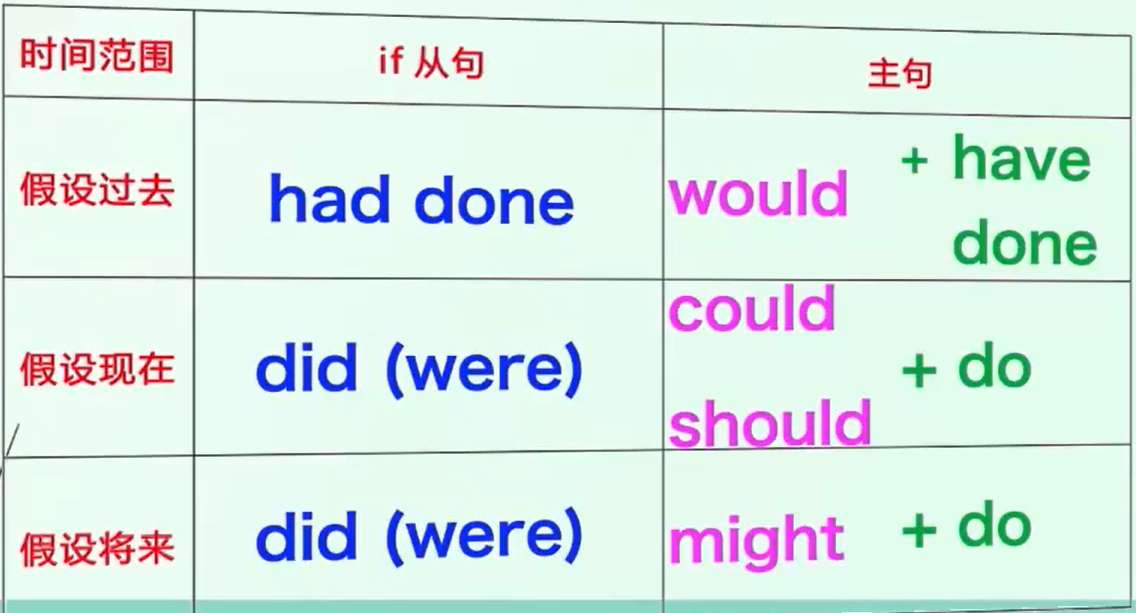 时间范围 if 从句 主句
假设过去 had done would + have done
could
假设现在 did (were) + do
should
假设将来 did (were) might + do